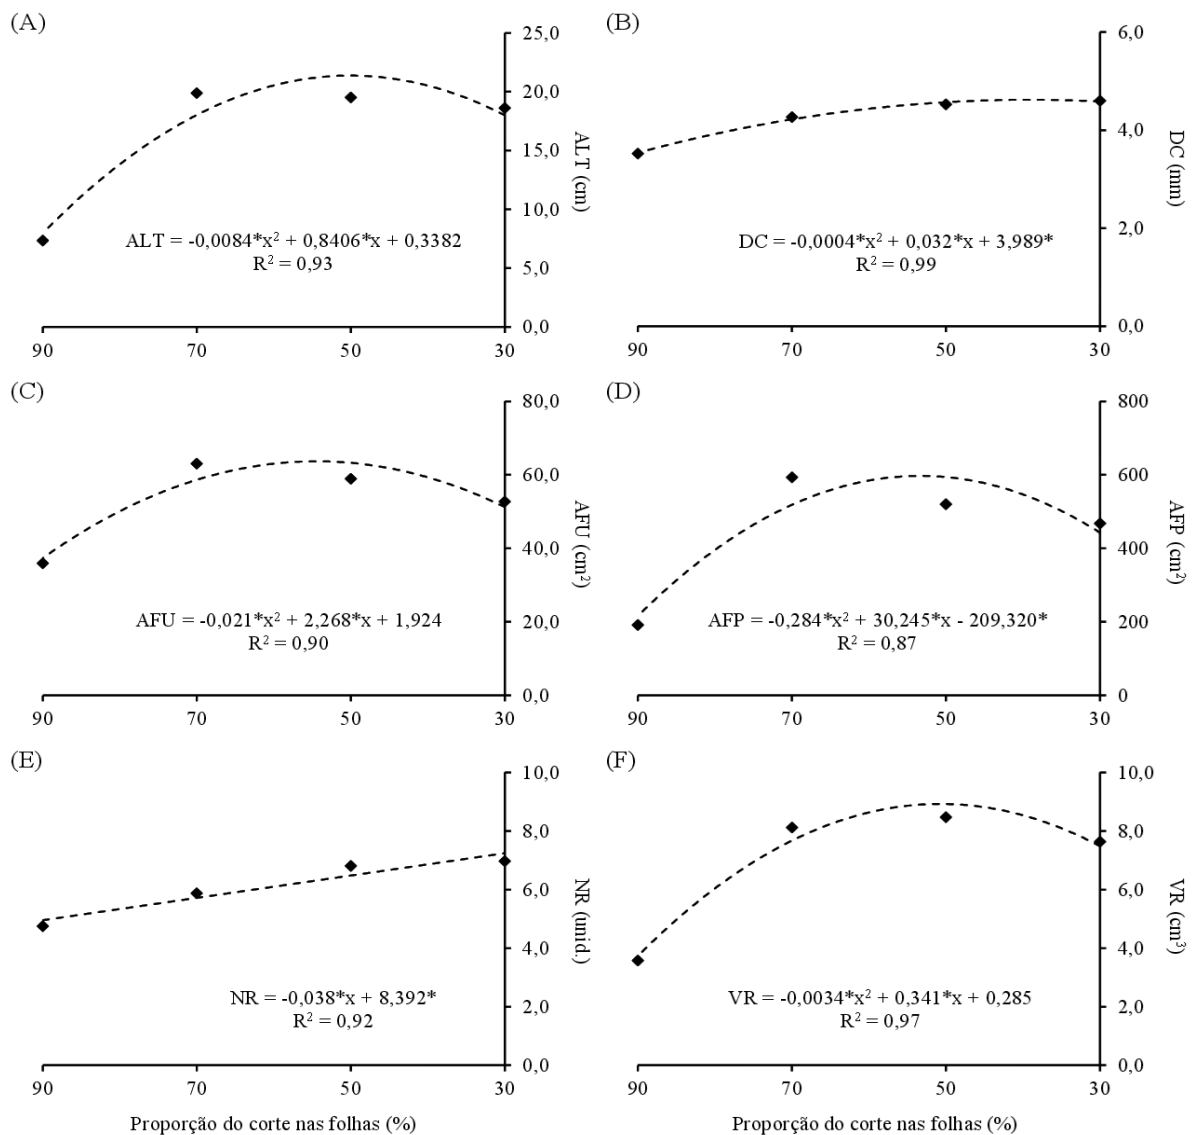 (A)
25,0
20,0
15,0
10,0
5,0
0,0
ALT (cm)
ALT = -0,0084*x² + 0,8406*x + 0,3382
R² = 0,93
90 70 50 30
(B)
6,0
4,0
2,0
0,0
DC (mm)
DC = -0,0004*x² + 0,032*x + 3,989*
R² = 0,99
90 70 50 30
(C)
80,0
60,0
40,0
20,0
0,0
AFU (cm²)
AFU = -0,021*x² + 2,268*x + 1,924
R² = 0,90
90 70 50 30
(D)
800
600
400
200
0
AFP (cm²)
AFP = -0,284*x² + 30,245*x - 209,320*
R² = 0,87
90 70 50 30
(E)
10,0
8,0
6,0
4,0
2,0
0,0
NR (unid.)
NR = -0,038*x + 8,392*
R² = 0,92
90 70 50 30
Proporção do corte nas folhas (%)
(F)
10,0
8,0
6,0
4,0
2,0
0,0
VR (cm³)
VR = -0,0034*x² + 0,341*x + 0,285
R² = 0,97
90 70 50 30
Proporção do corte nas folhas (%)